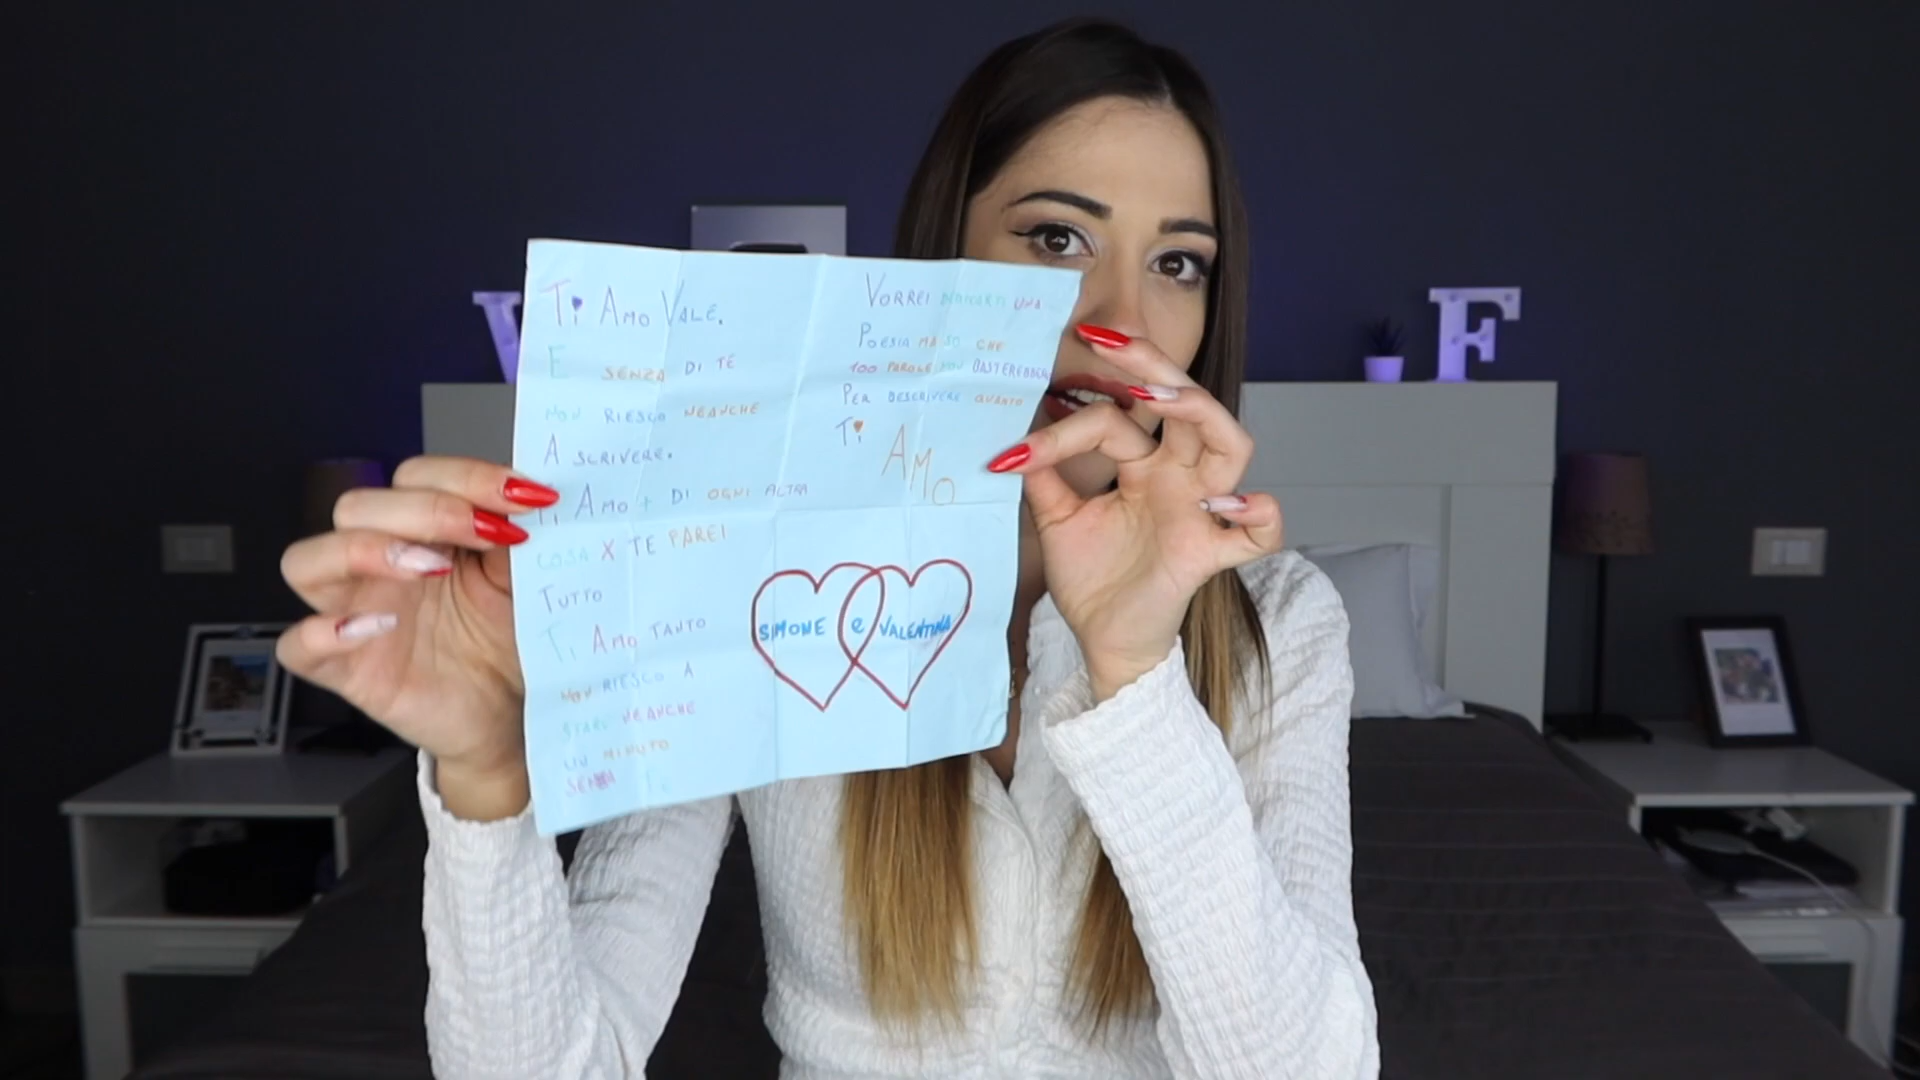 Ti Amo Vale.
E senza di te
non riesco neanche
A scrivere.
Ti Amo + di ogni altra
cosa x te farei
Tutto
Ti Amo tanto
non riesco a
stare neanche
un minuto
senza Te
Vorrei dedicarti una
Poesia ma so che
100 parole non basterebbero
Per descrivere quanto
Ti Amo
SIMONE e VALENTINA
V
F